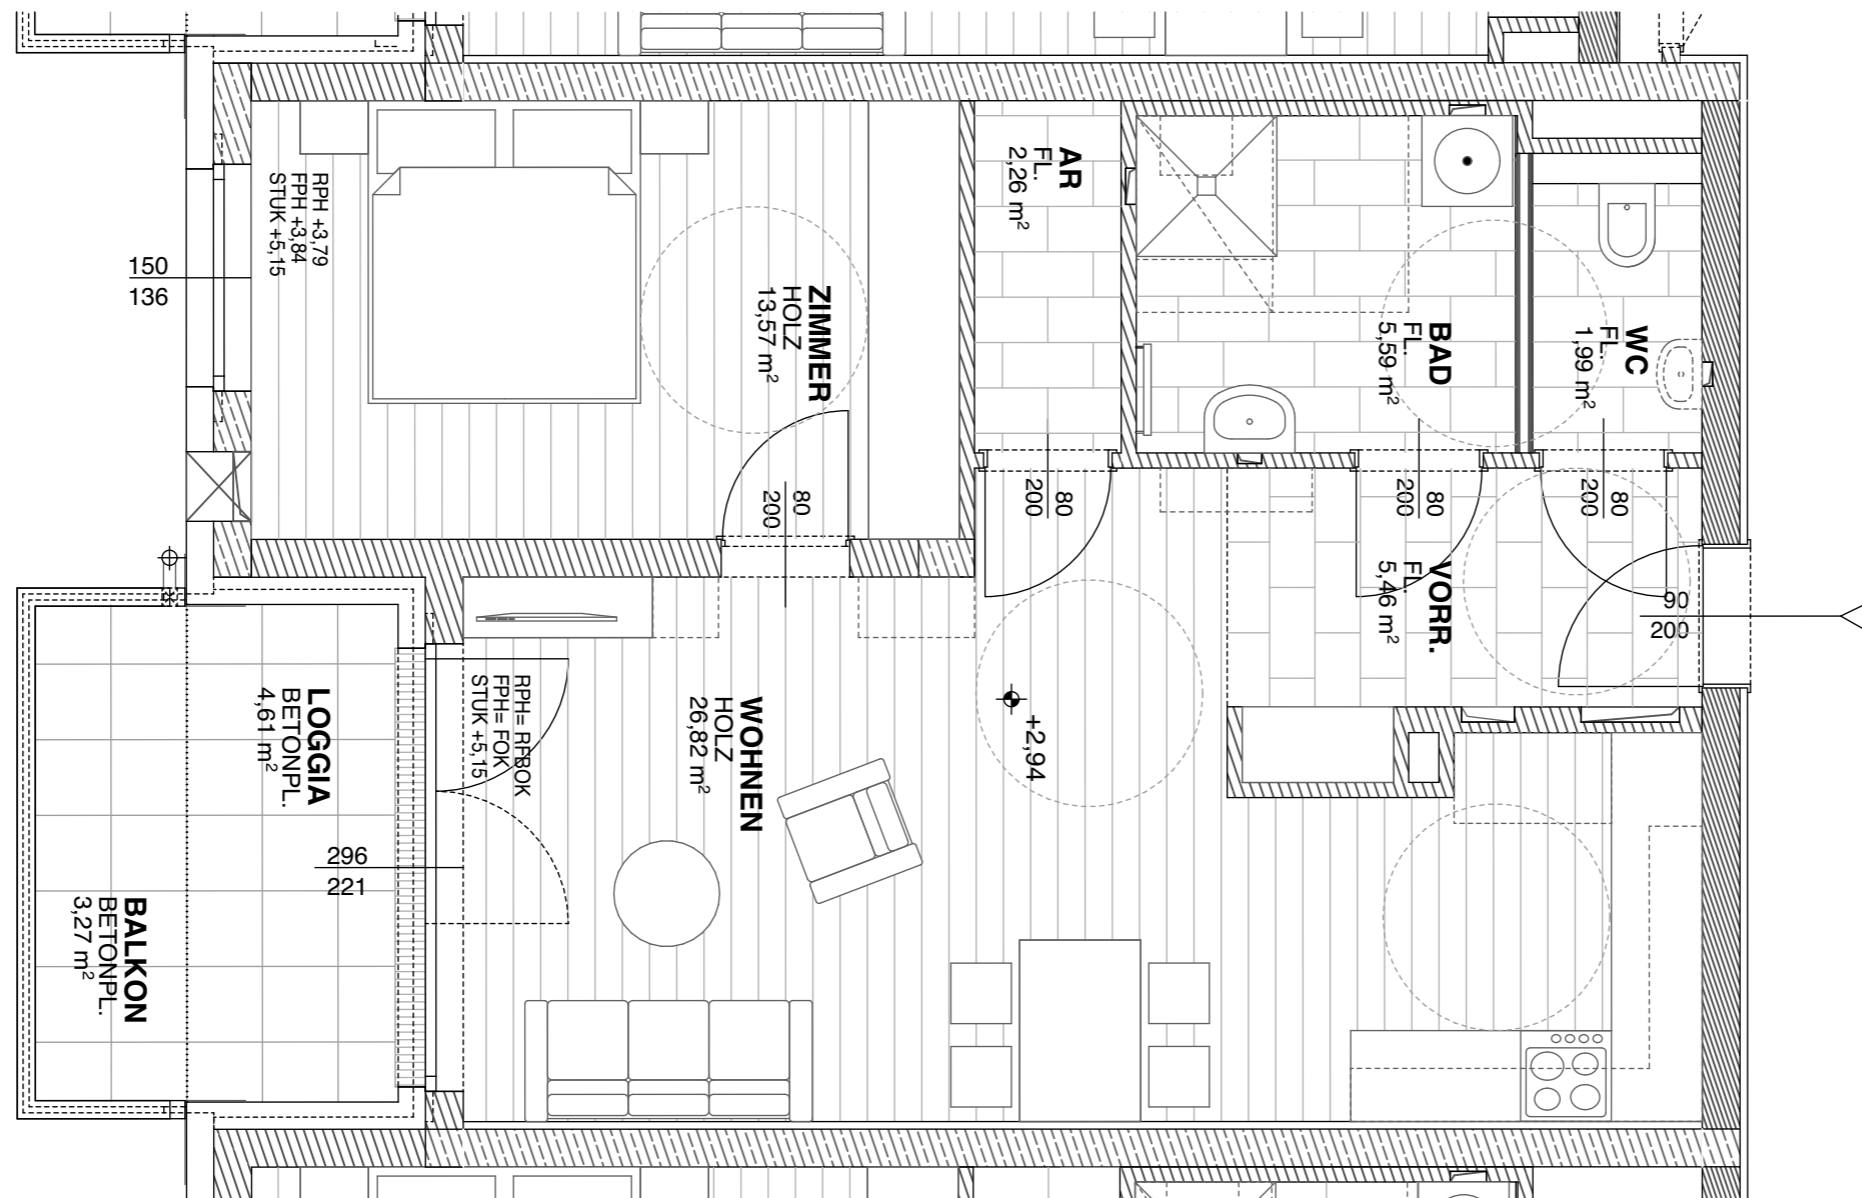 150
136
RPH +3,79
FPH +3,84
STUK +5,15
ZIMMER
HOLZ
13,57 m²
80
200
AR
FL.
2,26 m²
80
200
BAD
FL.
5,59 m²
80
200
WC
FL.
1,99 m²
80
200
VORR.
FL.
5,46 m²
90
200
LOGGIA
BETONPL.
4,61 m²
BALKON
BETONPL.
3,27 m²
296
221
RPH= RFBOK
FPH= FOK
STUK +5,15
WOHNEN
HOLZ
26,82 m²
+2,94